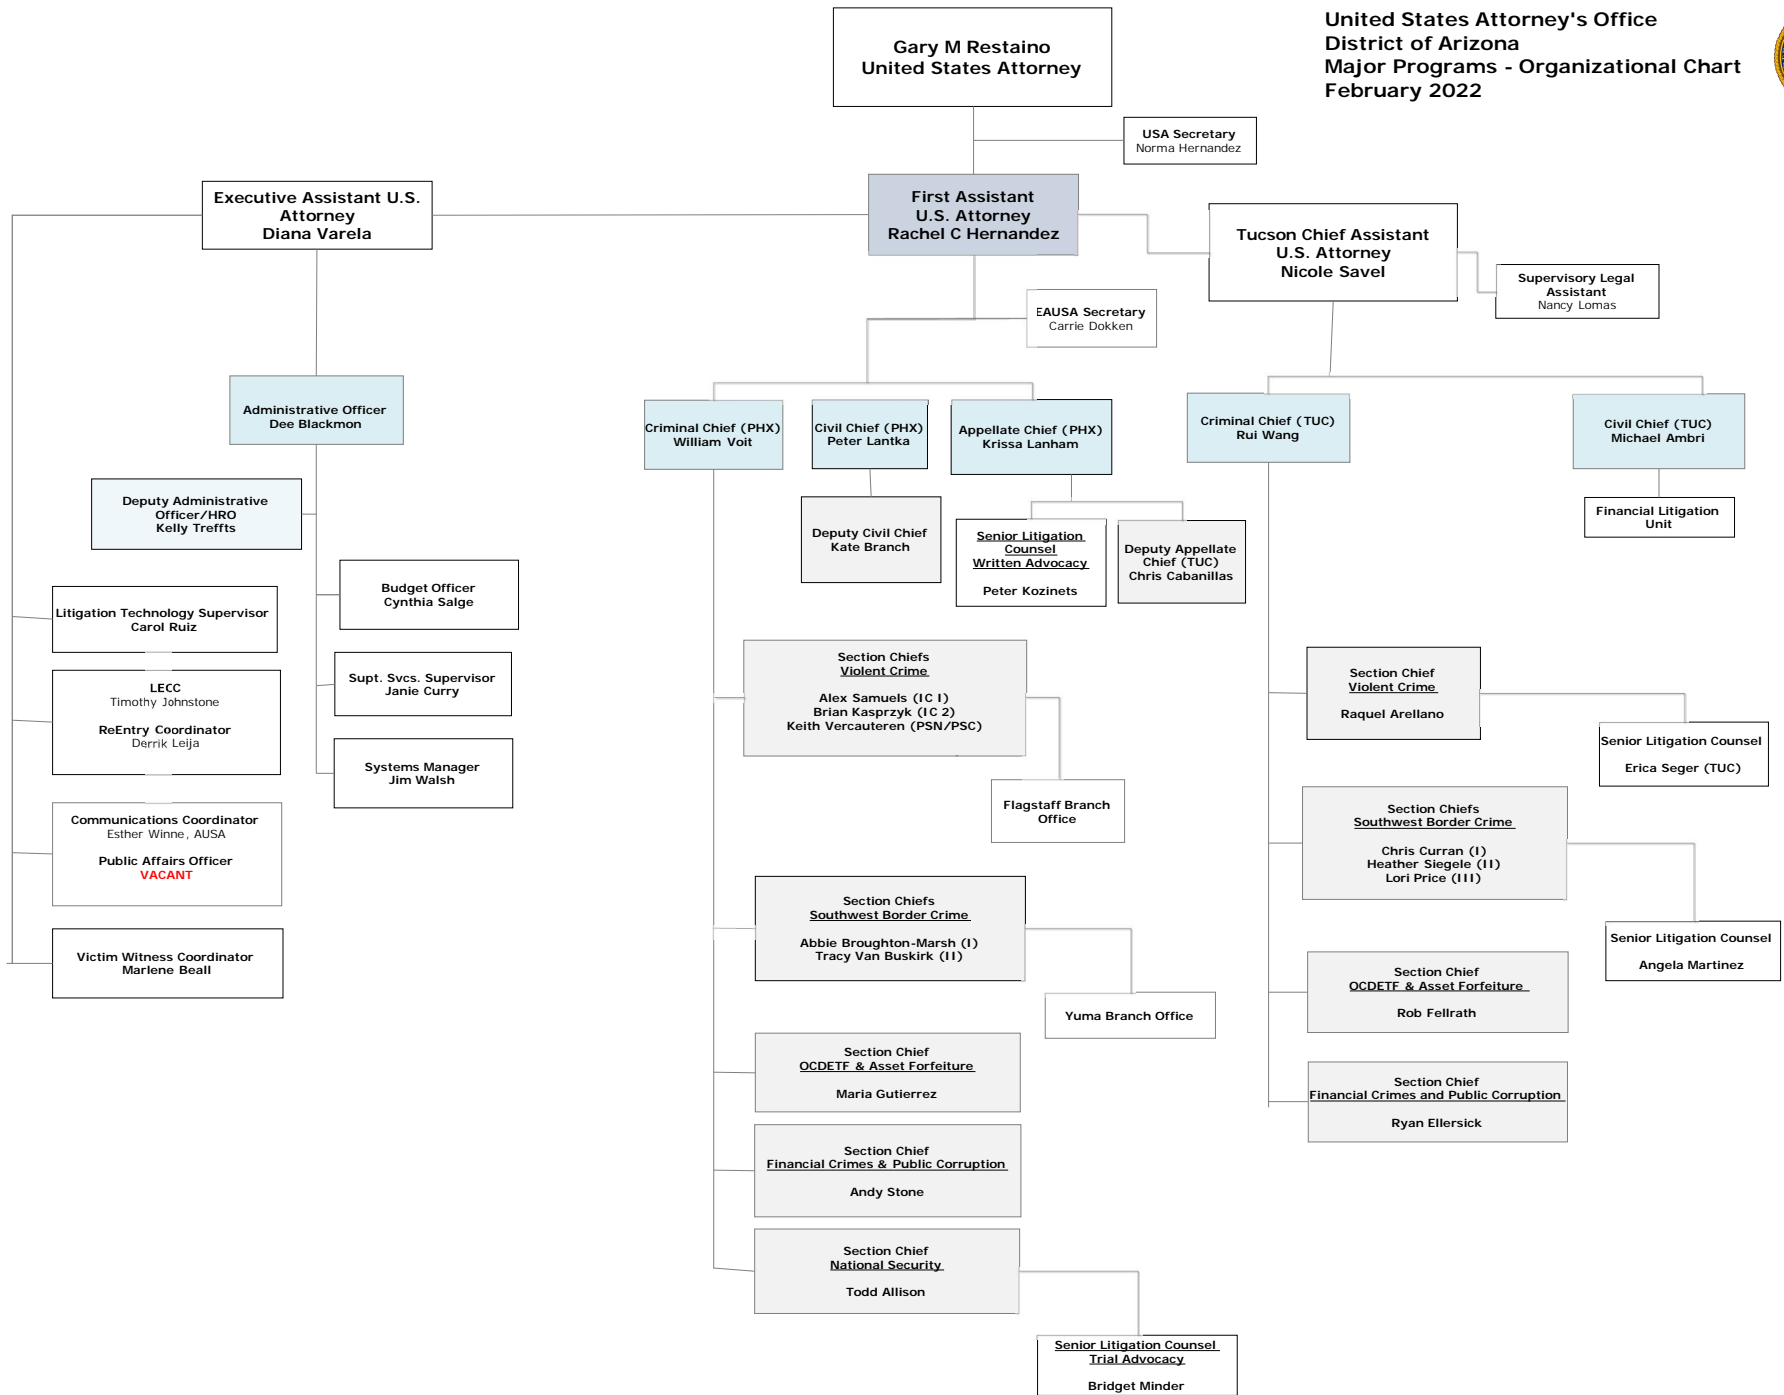 United States Attorney's Office
District of Arizona
Major Programs - Organizational Chart
February 2022
Gary M Restaino
United States Attorney
USA Secretary
Norma Hernandez
Executive Assistant U.S.
Attorney
Diana Varela
First Assistant
U.S. Attorney
Rachel C Hernandez
Tucson Chief Assistant
U.S. Attorney
Nicole Savel
Supervisory Legal
Assistant
Nancy Lomas
EAUSA Secretary
Carrie Dokken
Administrative Officer
Dee Blackmon
Criminal Chief (PHX)
William Voit
Civil Chief (PHX)
Peter Lantka
Appellate Chief (PHX)
Krissa Lanham
Criminal Chief (TUC)
Rui Wang
Civil Chief (TUC)
Michael Ambri
Deputy Administrative
Officer/HRO
Kelly Treffts
Deputy Civil Chief
Kate Branch
Senior Litigation
Counsel
Written Advocacy
Peter Kozinets
Deputy Appellate
Chief (TUC)
Chris Cabanillas
Financial Litigation
Unit
Budget Officer
Cynthia Salge
Litigation Technology Supervisor
Carol Ruiz
Supt. Svcs. Supervisor
Janie Curry
LECC
Timothy Johnstone
ReEntry Coordinator
Derrik Leija
Systems Manager
Jim Walsh
Communications Coordinator
Esther Winne, AUSA
Public Affairs Officer
VACANT
Victim Witness Coordinator
Marlene Beall
Section Chiefs
Violent Crime
Alex Samuels (IC I)
Brian Kasprzyk (IC 2)
Keith Vercauteren (PSN/PSC)
Flagstaff Branch
Office
Section Chiefs
Southwest Border Crime
Abbie Broughton-Marsh (I)
Tracy Van Buskirk (II)
Yuma Branch Office
Section Chief
OCDETF & Asset Forfeiture
Maria Gutierrez
Section Chief
Financial Crimes & Public Corruption
Andy Stone
Section Chief
National Security
Todd Allison
Senior Litigation Counsel
Trial Advocacy
Bridget Minder
Section Chief
Violent Crime
Raquel Arellano
Senior Litigation Counsel
Erica Seger (TUC)
Section Chiefs
Southwest Border Crime
Chris Curran (I)
Heather Siegele (II)
Lori Price (III)
Senior Litigation Counsel
Angela Martinez
Section Chief
OCDETF & Asset Forfeiture
Rob Fellrath
Section Chief
Financial Crimes and Public Corruption
Ryan Ellersick